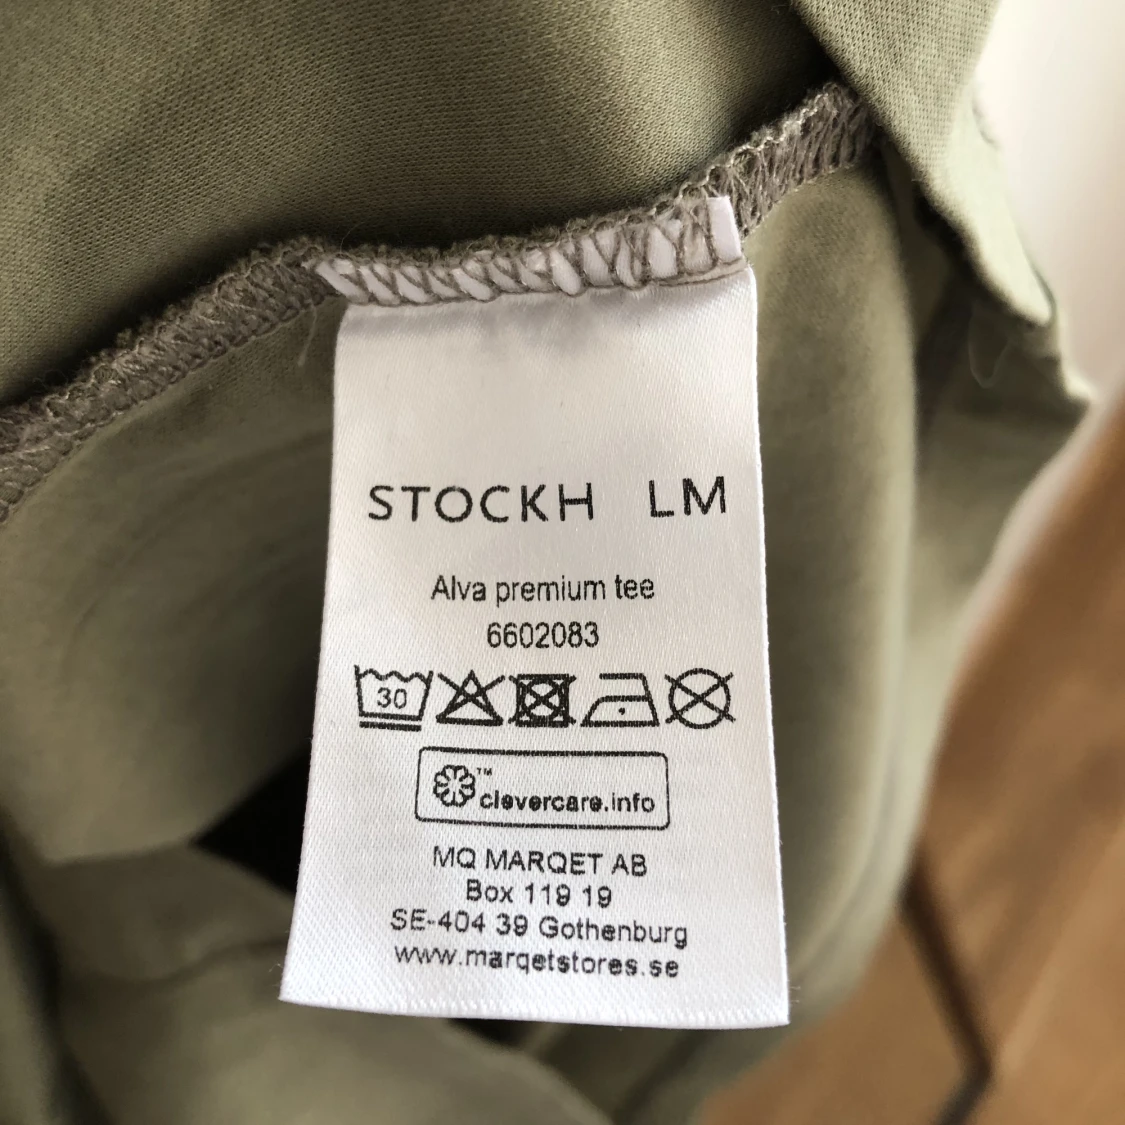 STOCKH LM
Alva premium tee
6602083
30
™
clevercare.info
MQ MARQET AB
Box 119 19
SE-404 39 Gothenburg
www.marqetstores.se